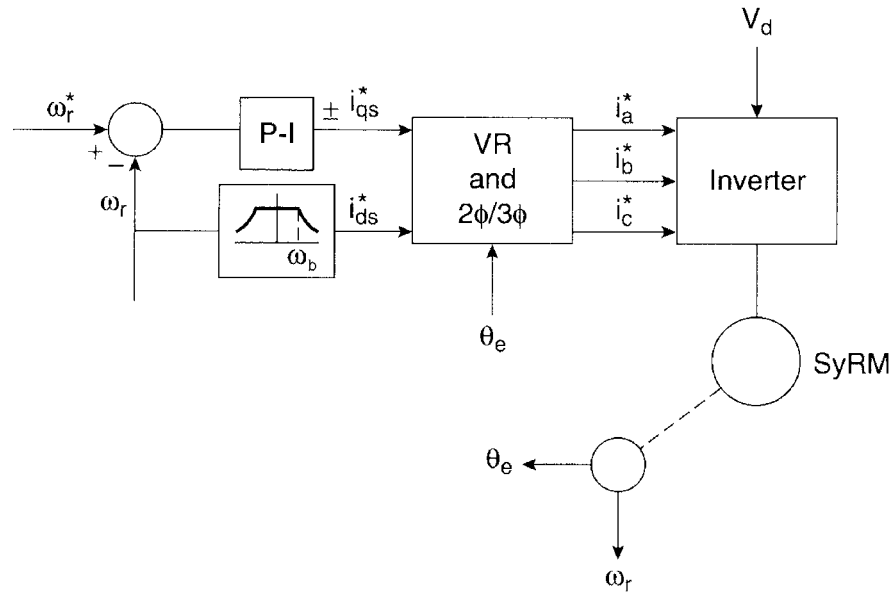 V_d
ω_r^*
+
−
P-I
± i_qs^*
VR
and
2φ/3φ
i_a^*
i_b^*
i_c^*
Inverter
ω_r
ω_b
i_ds^*
θ_e
SyRM
θ_e
ω_r